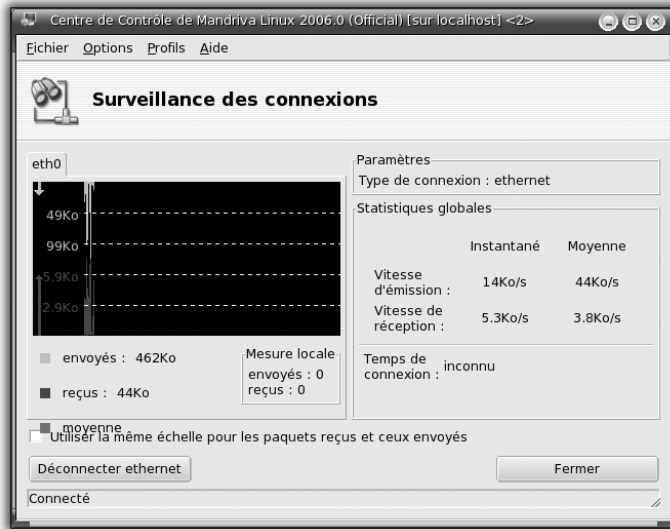 Centre de Contrôle de Mandriva Linux 2006.0 (Official) [sur localhost] <2>
Fichier Options Profils Aide
Surveillance des connexions
eth0
49Ko
99Ko
5.9Ko
2.9Ko
envoyés : 462Ko
reçus : 44Ko
moyenne
Mesure locale
envoyés : 0
reçus : 0
Paramètres
Type de connexion : ethernet
Statistiques globales
Instantané Moyenne
Vitesse d'émission : 14Ko/s 44Ko/s
Vitesse de réception : 5.3Ko/s 3.8Ko/s
Temps de connexion : inconnu
Utiliser la même échelle pour les paquets reçus et ceux envoyés
Déconnecter ethernet
Fermer
Connecté